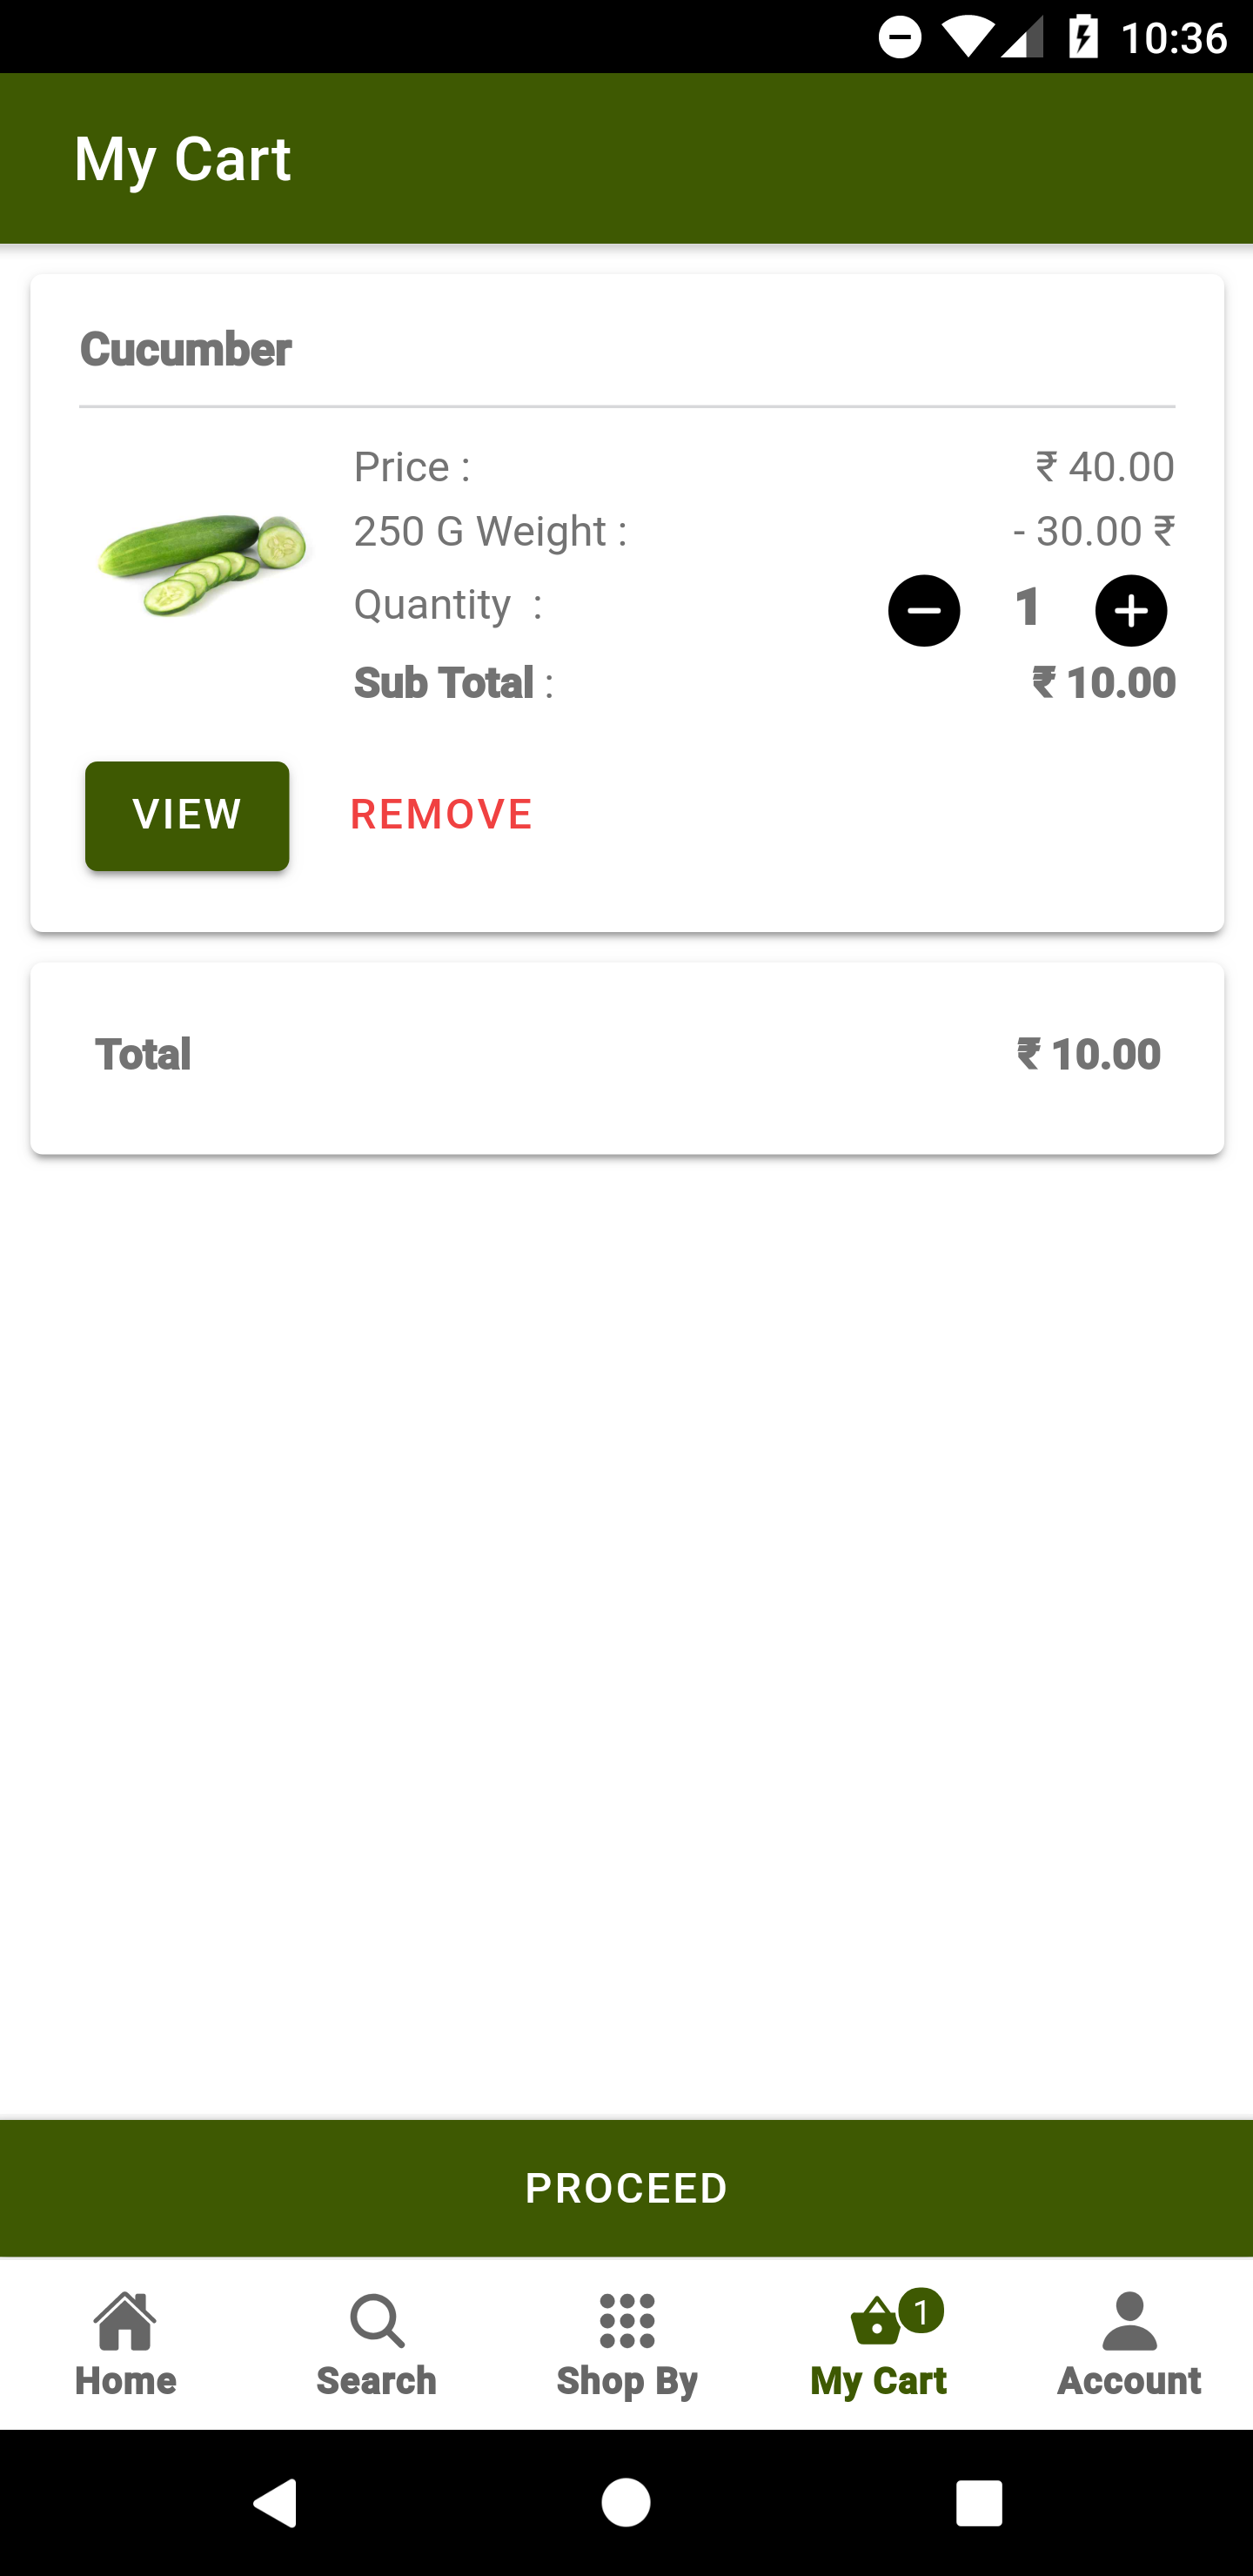 10:36
My Cart
Cucumber
Price : ₹ 40.00
250 G Weight : - 30.00 ₹
Quantity : 1
Sub Total : ₹ 10.00
VIEW REMOVE
Total ₹ 10.00
PROCEED
1
Home Search Shop By My Cart Account